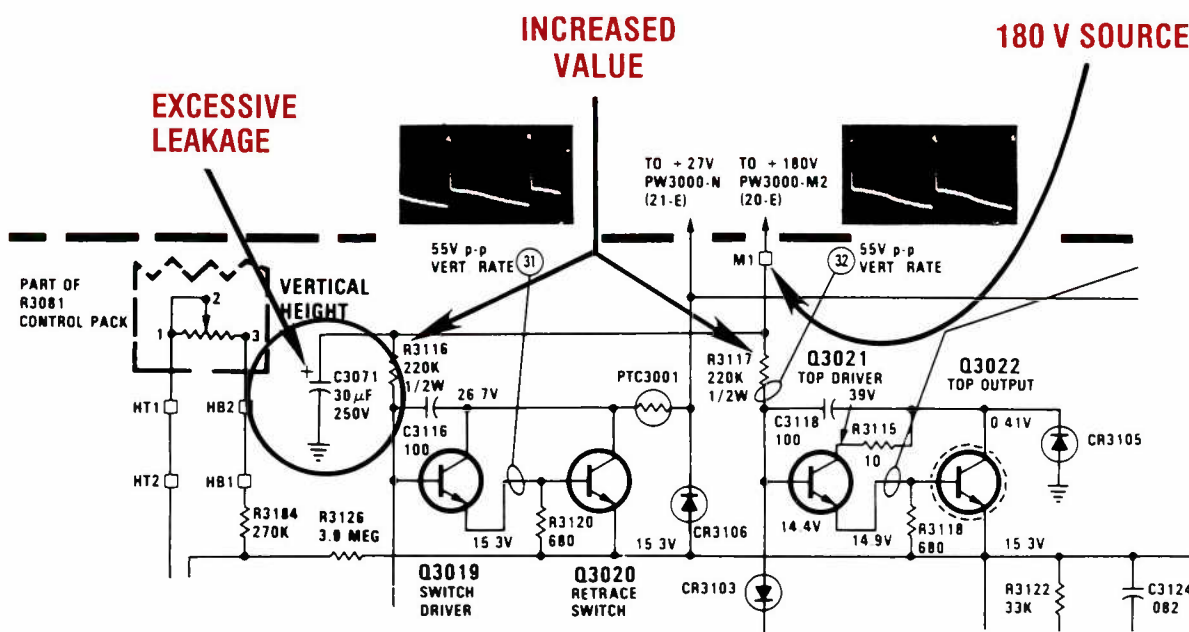 INCREASED
VALUE
180 V SOURCE
EXCESSIVE
LEAKAGE
TO + 27V
PW3000-N
(21-E)
TO + 180V
PW3000-M2
(20-E)
55V p-p
VERT RATE
31
M1
32
55V p-p
VERT RATE
PART OF
R3081
CONTROL PACK
1
2
3
VERTICAL
HEIGHT
+
C3071
30µF
250V
R3116
220K
1/2W
R3117
220K
1/2W
Q3021
TOP DRIVER
39V
Q3022
TOP OUTPUT
PTC3001
26.7V
HT1
HB2
C3116
100
C3118
100
R3115
10
0.41V
CR3105
HT2
HB1
R3184
270K
R3126
3.9 MEG
15.3V
R3120
680
15.3V
CR3106
14.4V
14.9V
R3118
680
15.3V
Q3019
SWITCH
DRIVER
Q3020
RETRACE
SWITCH
CR3103
R3122
33K
C3124
082